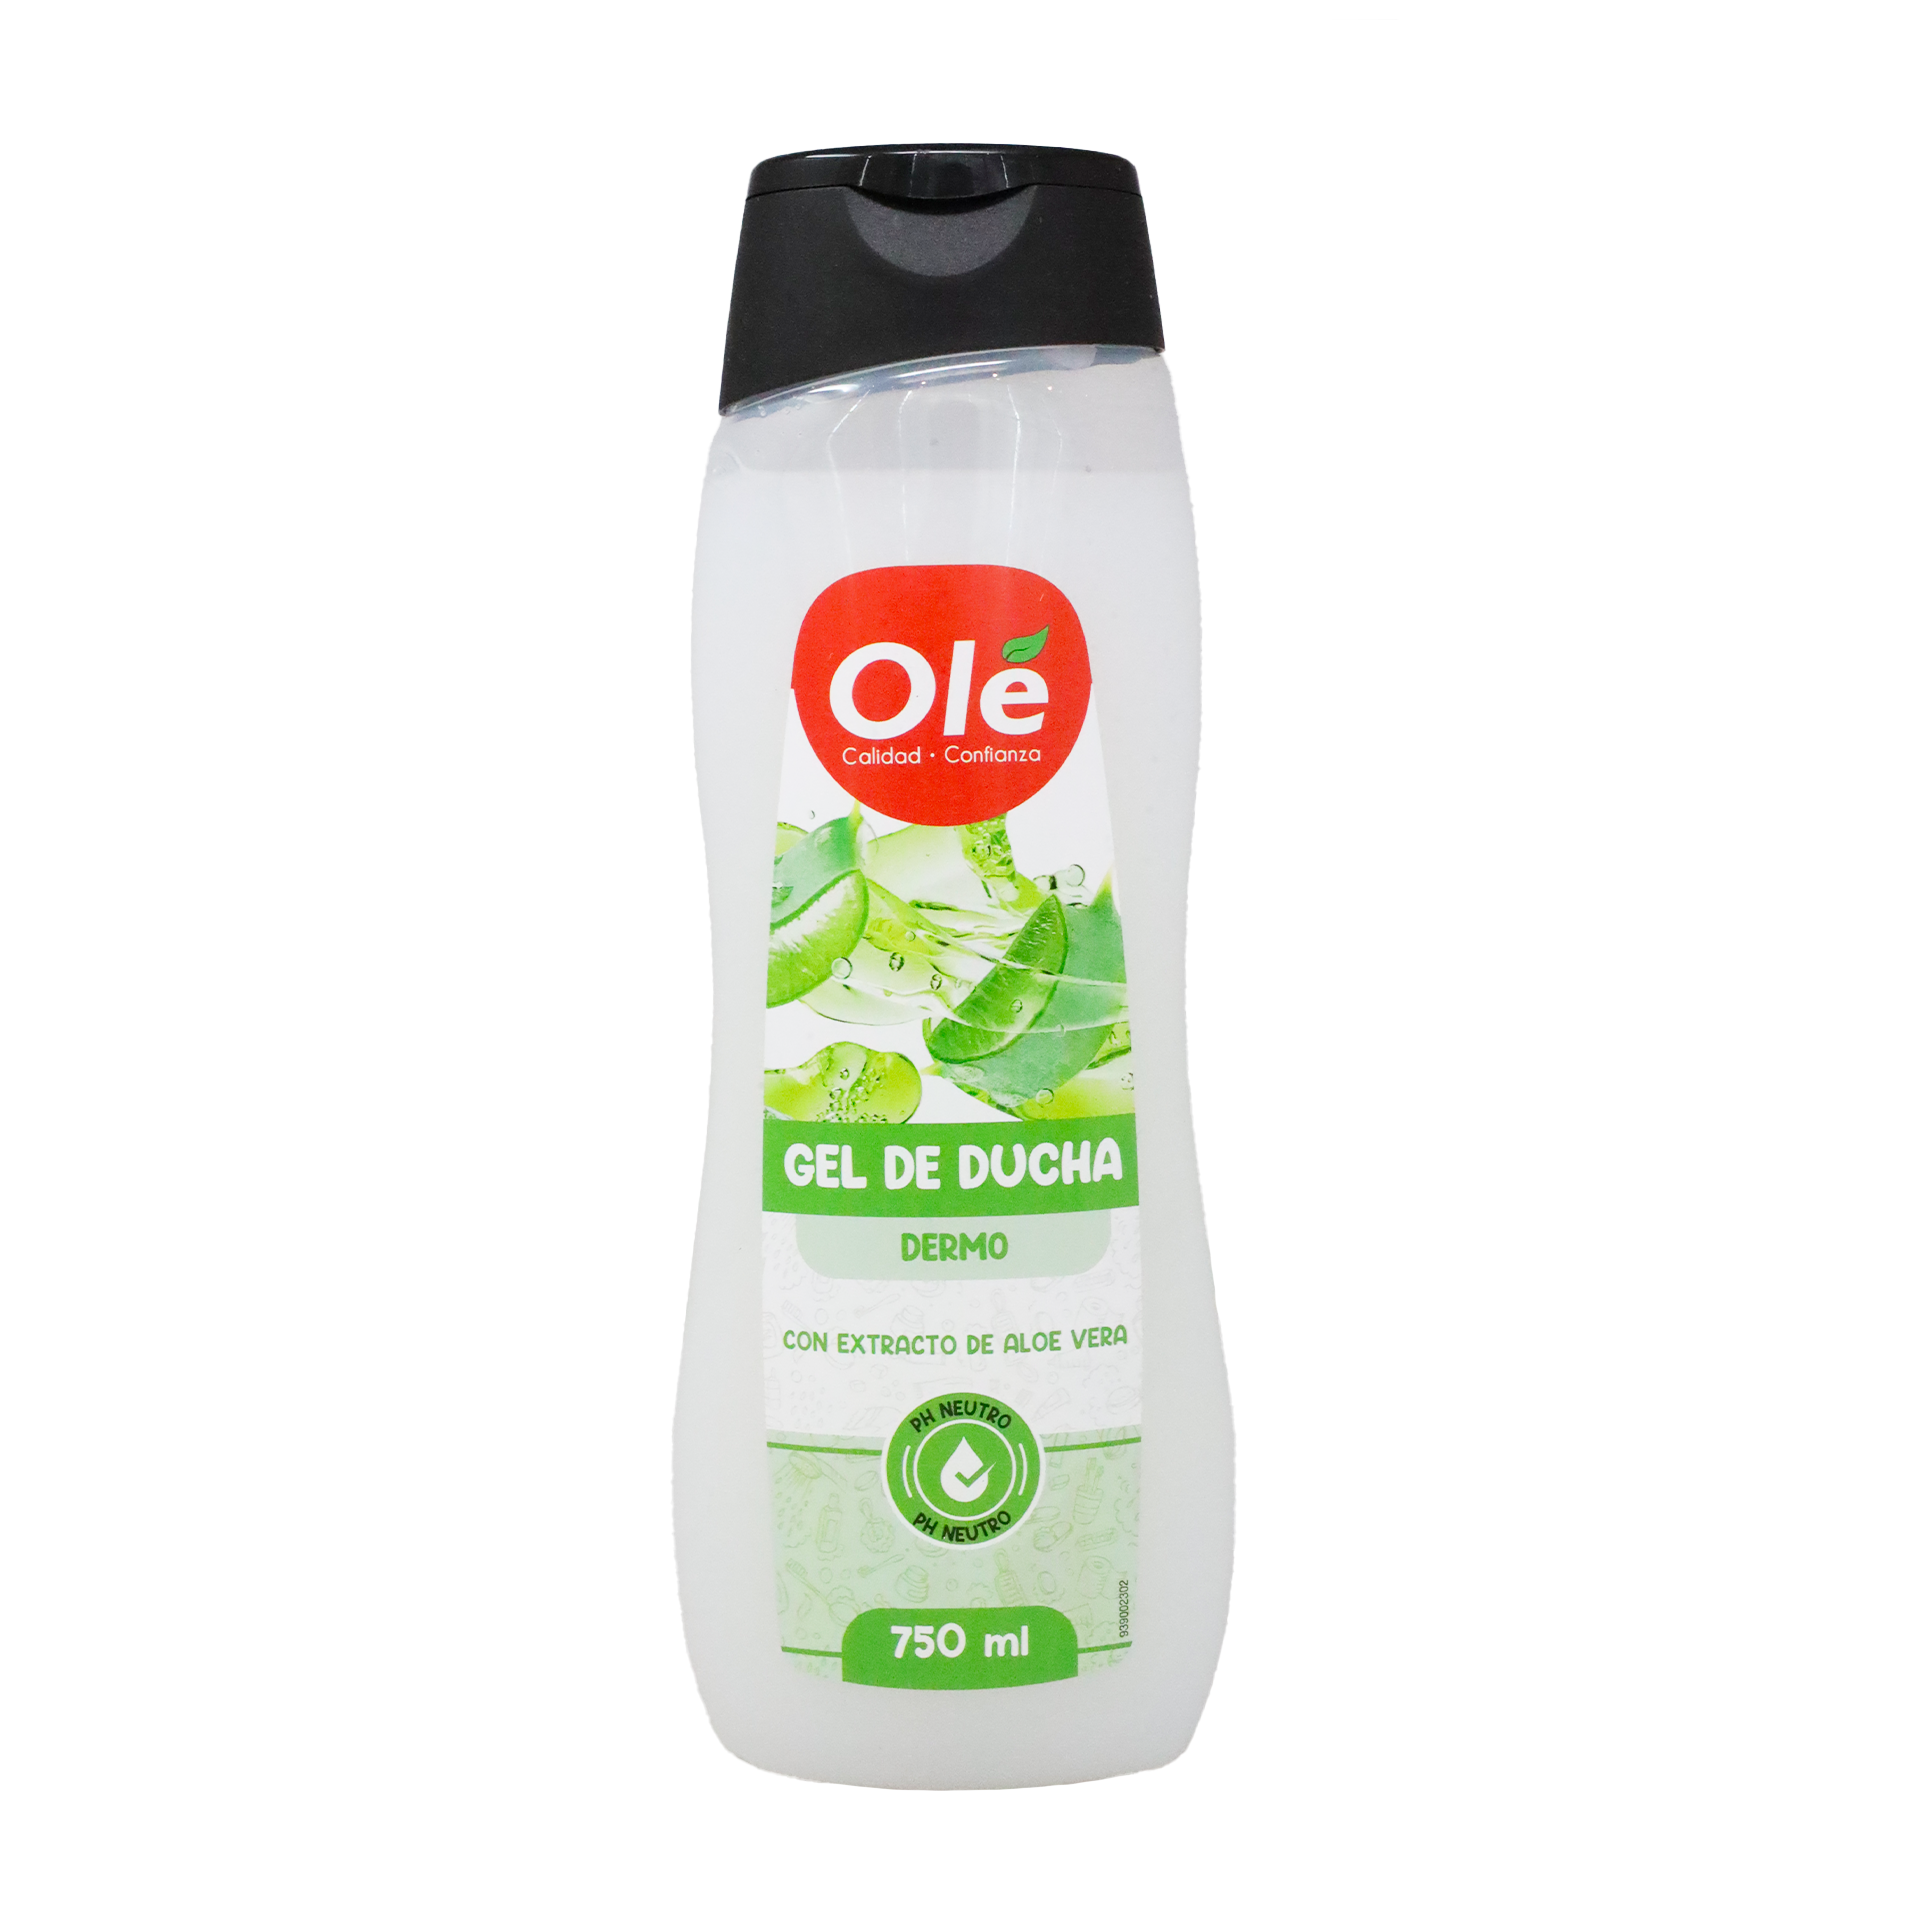 Olé
Calidad · Confianza
GEL DE DUCHA
DERMO
CON EXTRACTO DE ALOE VERA
PH NEUTRO
PH NEUTRO
939002302
750 ml